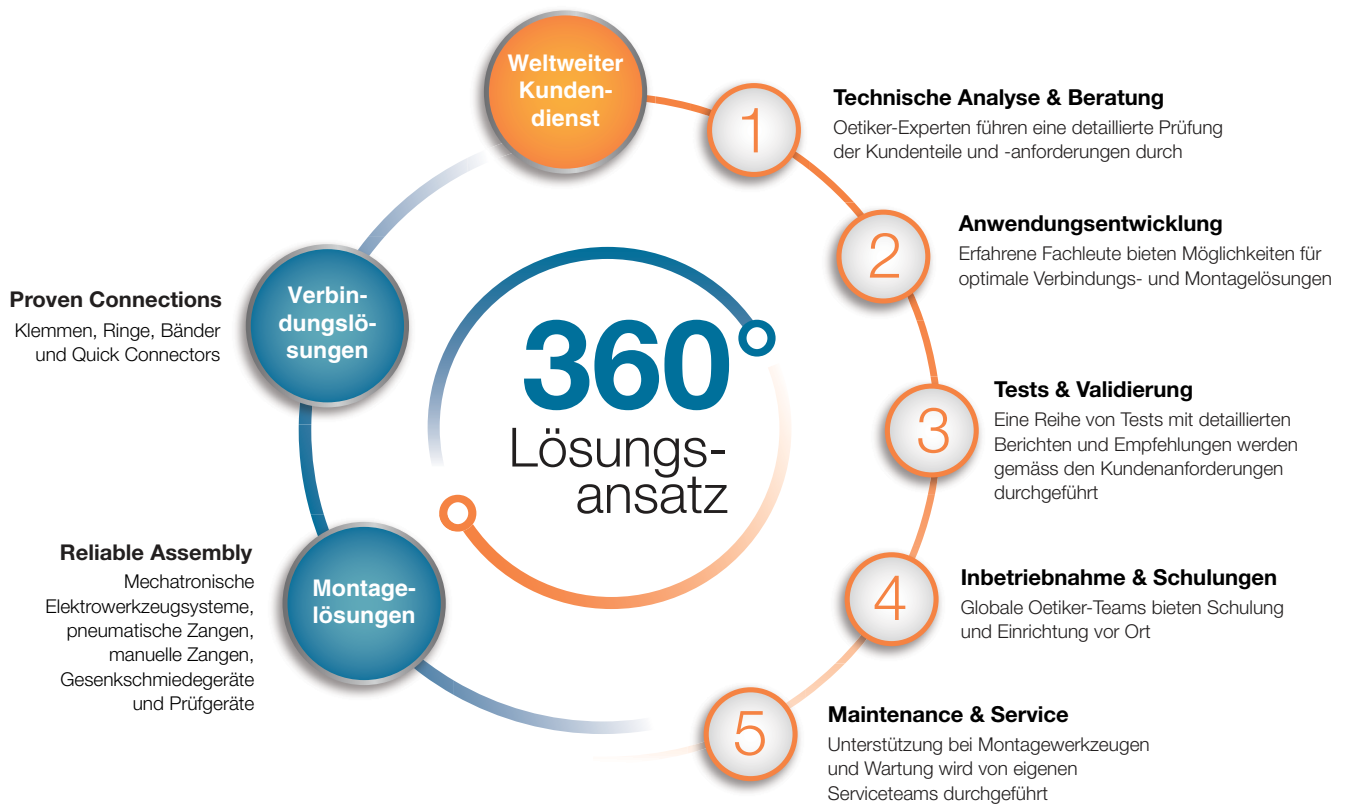 Weltweiter
Kunden-
dienst
1
Technische Analyse & Beratung
Oetiker-Experten führen eine detaillierte Prüfung
der Kundenteile und -anforderungen durch
2
Anwendungsentwicklung
Erfahrene Fachleute bieten Möglichkeiten für
optimale Verbindungs- und Montagelösungen
3
Tests & Validierung
Eine Reihe von Tests mit detaillierten
Berichten und Empfehlungen werden
gemäss den Kundenanforderungen
durchgeführt
4
Inbetriebnahme & Schulungen
Globale Oetiker-Teams bieten Schulung
und Einrichtung vor Ort
5
Maintenance & Service
Unterstützung bei Montagewerkzeugen
und Wartung wird von eigenen
Serviceteams durchgeführt
360°
Lösungs-
ansatz
Verbin-
dungslö-
sungen
Proven Connections
Klemmen, Ringe, Bänder
und Quick Connectors
Montage-
lösungen
Reliable Assembly
Mechatronische
Elektrowerkzeugsysteme,
pneumatische Zangen,
manuelle Zangen,
Gesenkschmiedegeräte
und Prüfgeräte